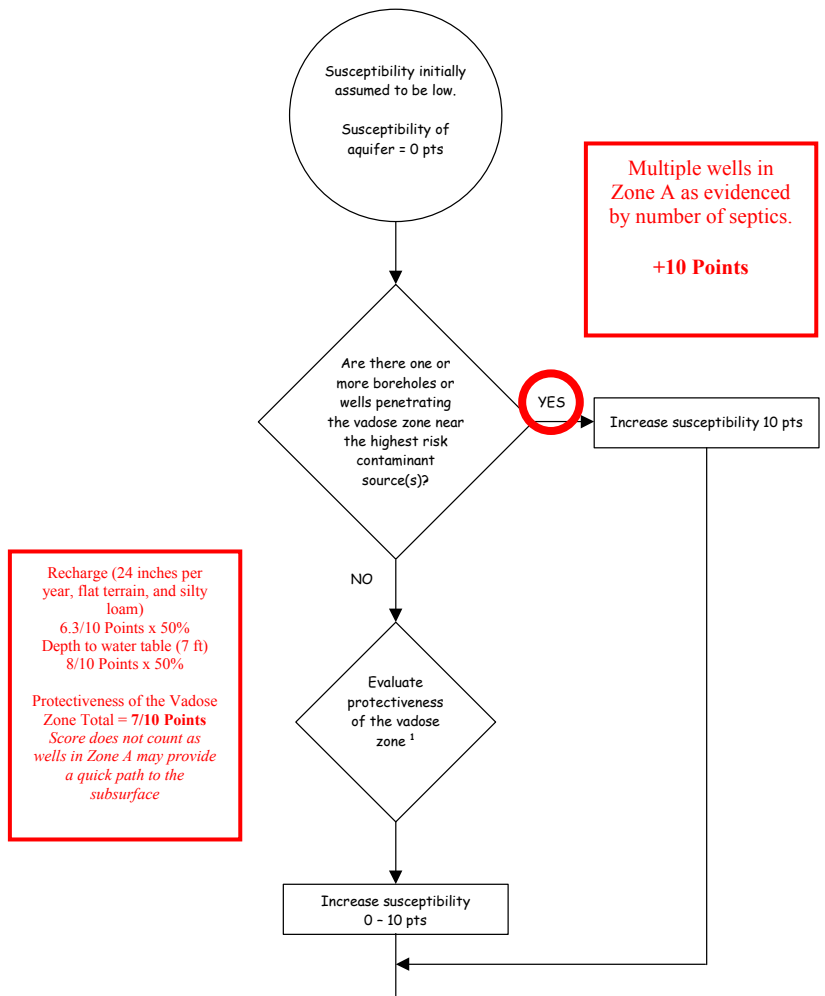 Susceptibility initially
assumed to be low.
Susceptibility of
aquifer = 0 pts
Multiple wells in
Zone A as evidenced
by number of septics.
+10 Points
Are there one or
more boreholes or
wells penetrating
the vadose zone near
the highest risk
contaminant
source(s)?
YES
Increase susceptibility 10 pts
NO
Recharge (24 inches per
year, flat terrain, and silty
loam)
6.3/10 Points x 50%
Depth to water table (7 ft)
8/10 Points x 50%
Protectiveness of the Vadose
Zone Total = 7/10 Points
Score does not count as
wells in Zone A may provide
a quick path to the
subsurface
Evaluate
protectiveness
of the vadose
zone ¹
Increase susceptibility
0 – 10 pts